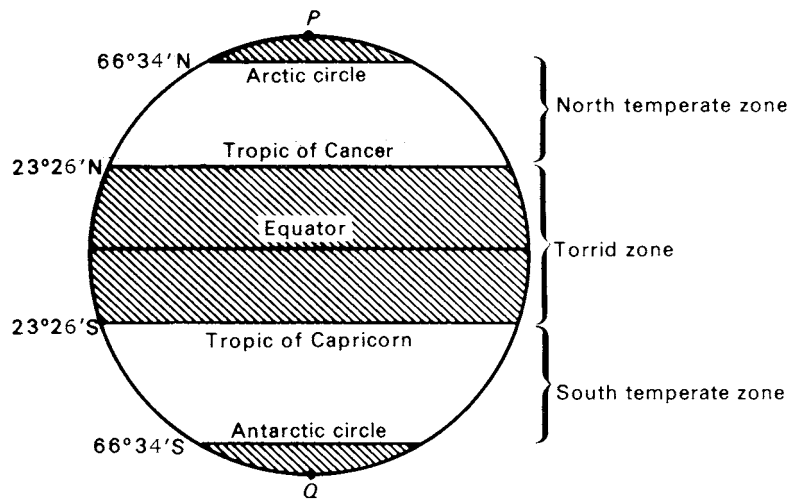 P
66°34′N
Arctic circle
North temperate zone
Tropic of Cancer
23°26′N
Equator
Torrid zone
23°26′S
Tropic of Capricorn
South temperate zone
Antarctic circle
66°34′S
Q